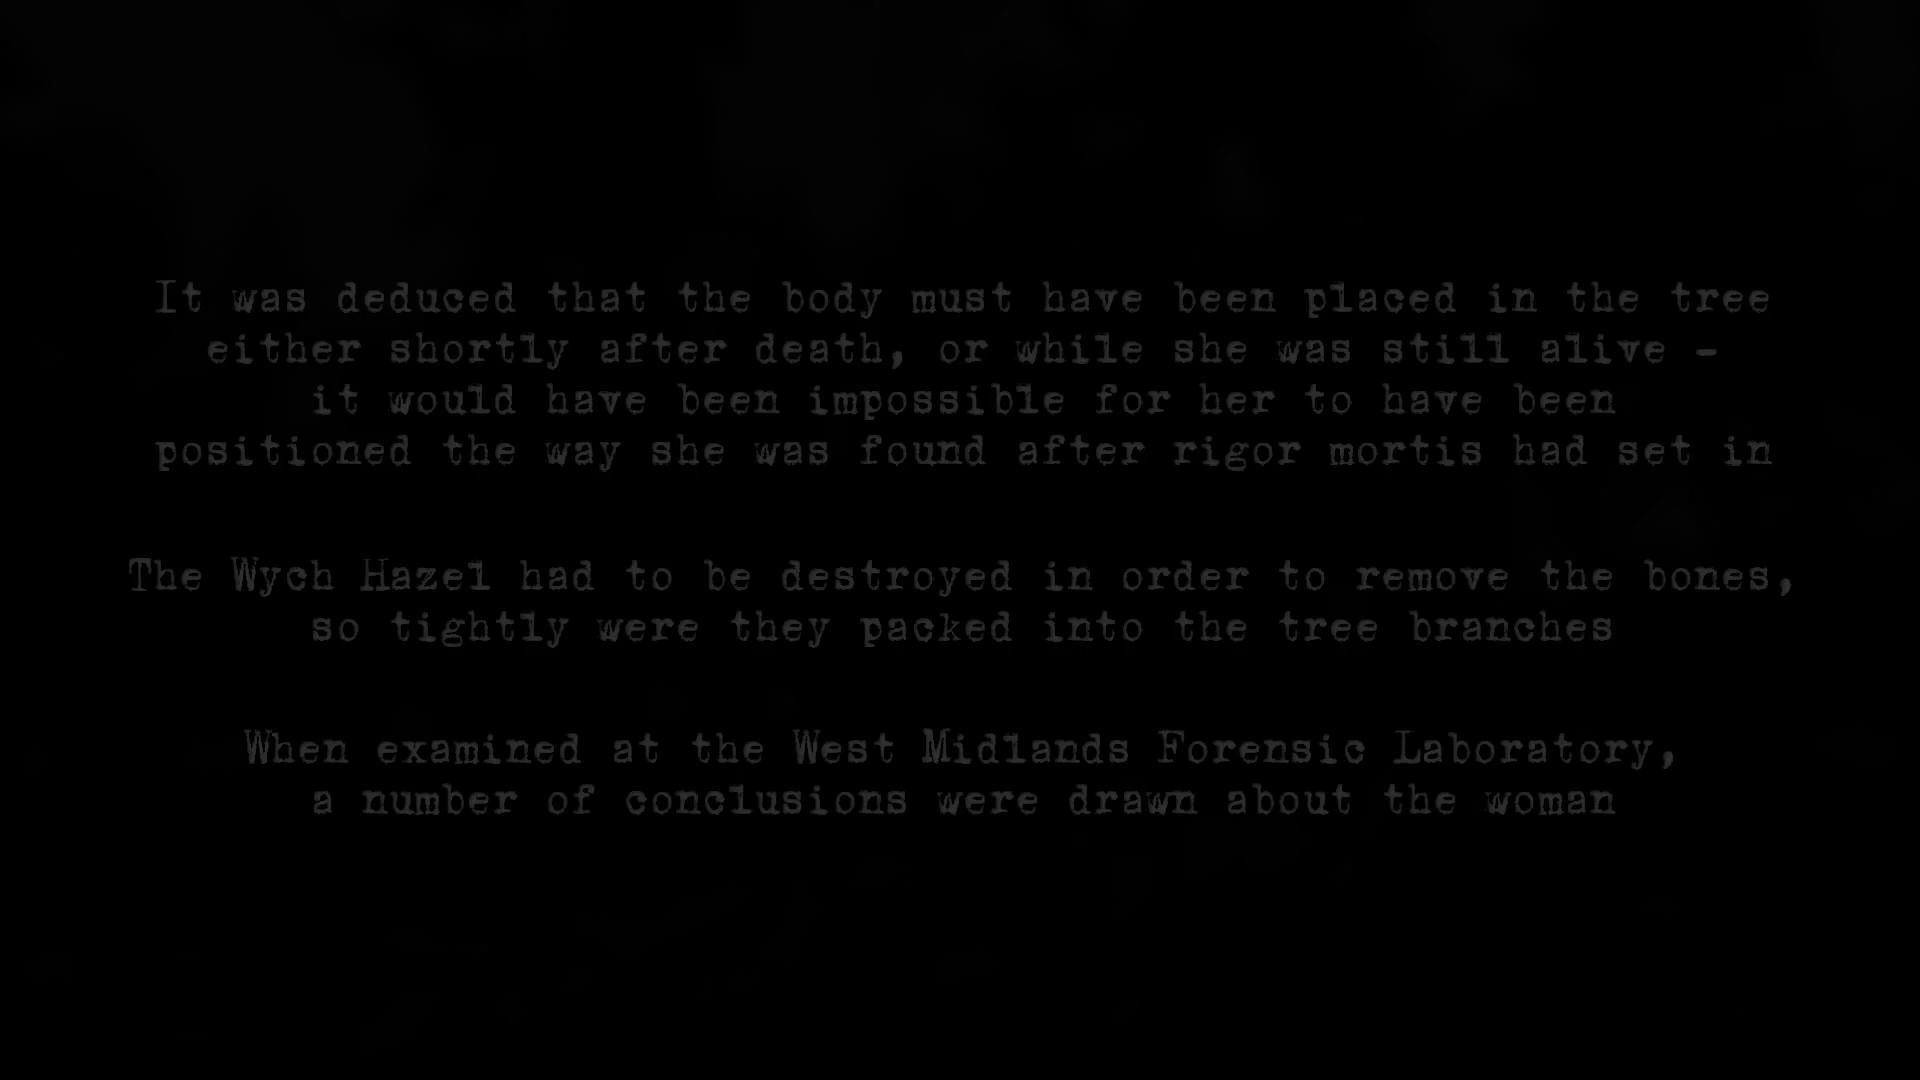 It was deduced that the body must have been placed in the tree
either shortly after death, or while she was still alive -
it would have been impossible for her to have been
positioned the way she was found after rigor mortis had set in
The Wych Hazel had to be destroyed in order to remove the bones,
so tightly were they packed into the tree branches
When examined at the West Midlands Forensic Laboratory,
a number of conclusions were drawn about the woman